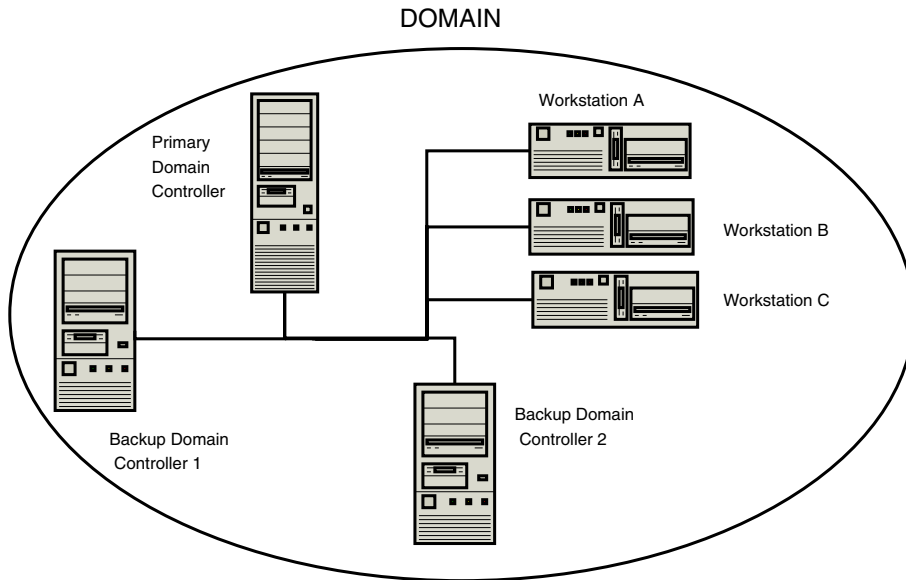 DOMAIN
Workstation A
Primary
Domain
Controller
Workstation B
Workstation C
Backup Domain
Controller 2
Backup Domain
Controller 1